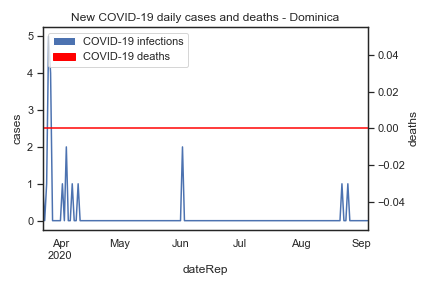 New COVID-19 daily cases and deaths - Dominica
COVID-19 infections
COVID-19 deaths
5
4
3
2
1
0
cases
0.04
0.02
0.00
−0.02
−0.04
deaths
Apr
2020
May
Jun
Jul
Aug
Sep
dateRep